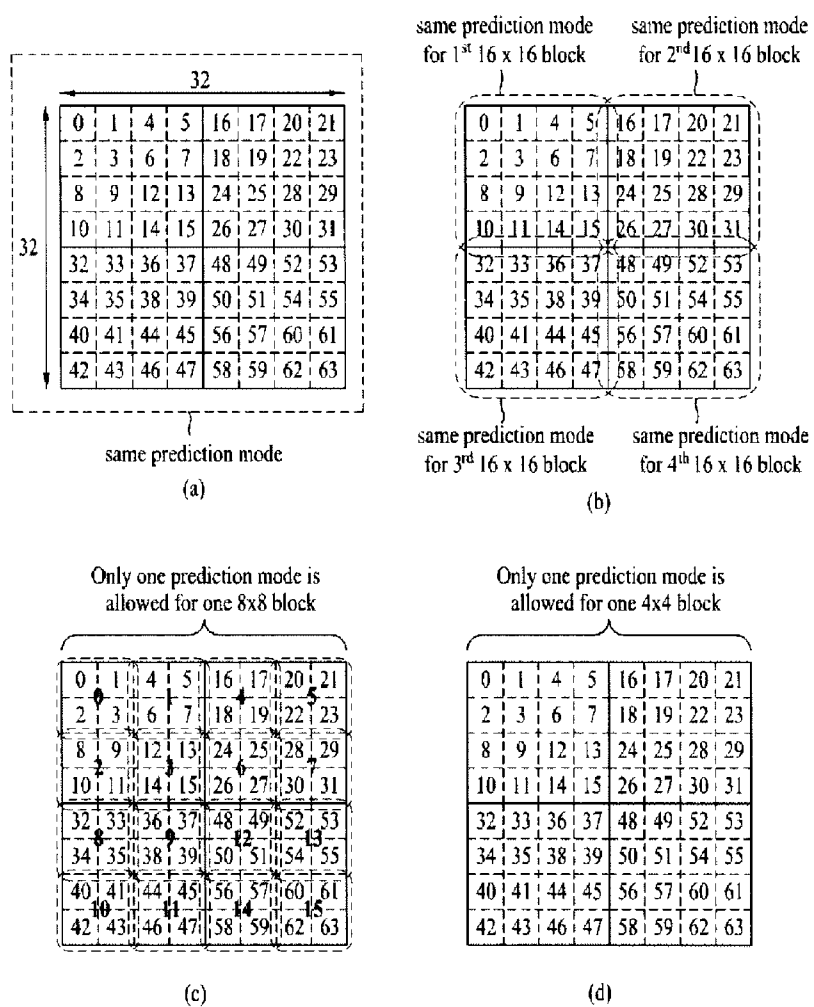 32
32
0 1 4 5 16 17 20 21
2 3 6 7 18 19 22 23
8 9 12 13 24 25 28 29
10 11 14 15 26 27 30 31
32 33 36 37 48 49 52 53
34 35 38 39 50 51 54 55
40 41 44 45 56 57 60 61
42 43 46 47 58 59 62 63
same prediction mode
(a)
same prediction mode
for 1st 16 x 16 block
same prediction mode
for 2nd 16 x 16 block
0 1 4 5 16 17 20 21
2 3 6 7 18 19 22 23
8 9 12 13 24 25 28 29
10 11 14 15 26 27 30 31
32 33 36 37 48 49 52 53
34 35 38 39 50 51 54 55
40 41 44 45 56 57 60 61
42 43 46 47 58 59 62 63
same prediction mode
for 3rd 16 x 16 block
same prediction mode
for 4th 16 x 16 block
(b)
Only one prediction mode is
allowed for one 8x8 block
0 1 4 5 16 17 20 21
0 1 4 5
2 3 6 7 18 19 22 23
8 9 12 13 24 25 28 29
2 3 6 7
10 11 14 15 26 27 30 31
32 33 36 37 48 49 52 53
8 9 12 13
34 35 38 39 50 51 54 55
40 41 44 45 56 57 60 61
10 11 14 15
42 43 46 47 58 59 62 63
(c)
Only one prediction mode is
allowed for one 4x4 block
0 1 4 5 16 17 20 21
2 3 6 7 18 19 22 23
8 9 12 13 24 25 28 29
10 11 14 15 26 27 30 31
32 33 36 37 48 49 52 53
34 35 38 39 50 51 54 55
40 41 44 45 56 57 60 61
42 43 46 47 58 59 62 63
(d)